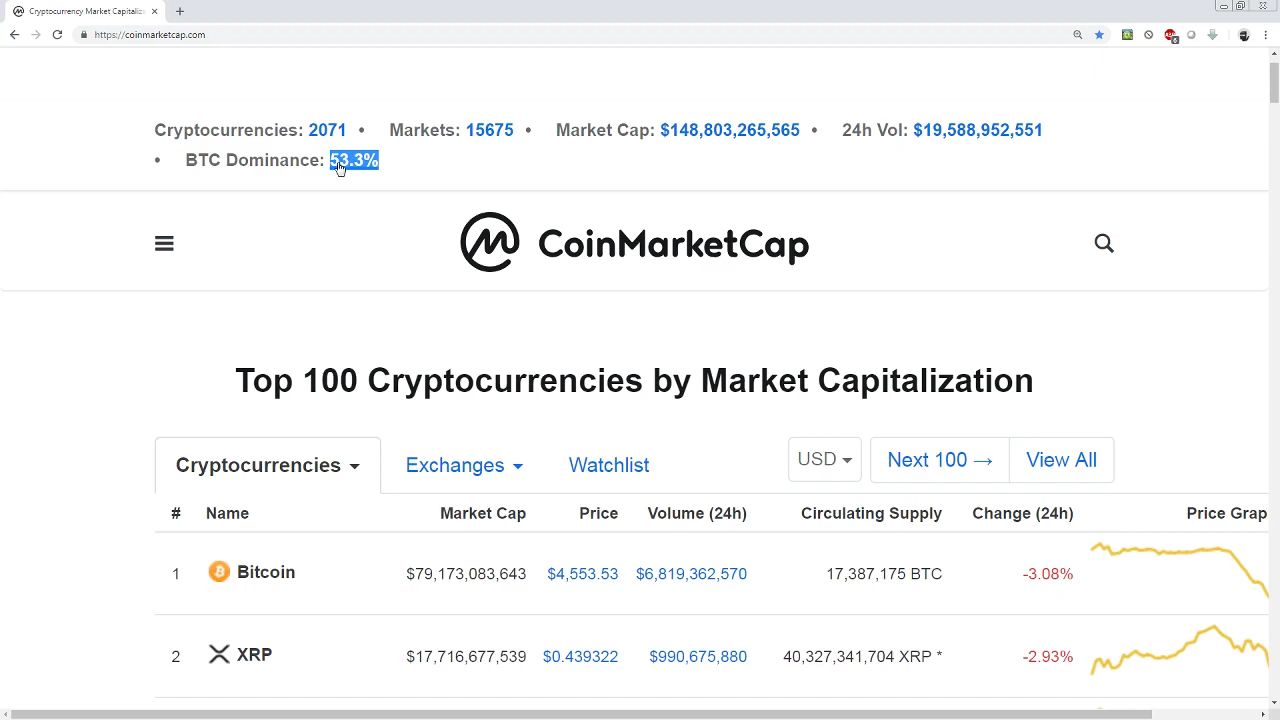 Cryptocurrency Market Capitaliza
https://coinmarketcap.com
Cryptocurrencies: 2071 • Markets: 15675 • Market Cap: $148,803,265,565 • 24h Vol: $19,588,952,551
• BTC Dominance: 53.3%
CoinMarketCap
Top 100 Cryptocurrencies by Market Capitalization
Cryptocurrencies Exchanges Watchlist USD Next 100 → View All
# Name Market Cap Price Volume (24h) Circulating Supply Change (24h) Price Grap
1 Bitcoin $79,173,083,643 $4,553.53 $6,819,362,570 17,387,175 BTC -3.08%
2 XRP $17,716,677,539 $0.439322 $990,675,880 40,327,341,704 XRP * -2.93%